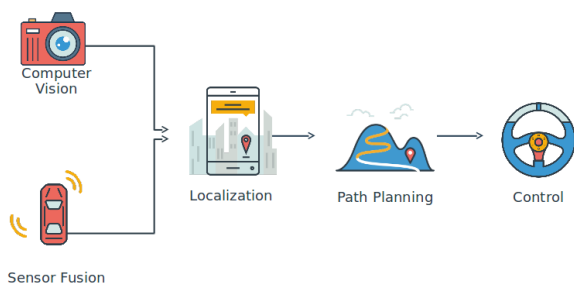 Computer
Vision
Localization
Path Planning
Control
Sensor Fusion